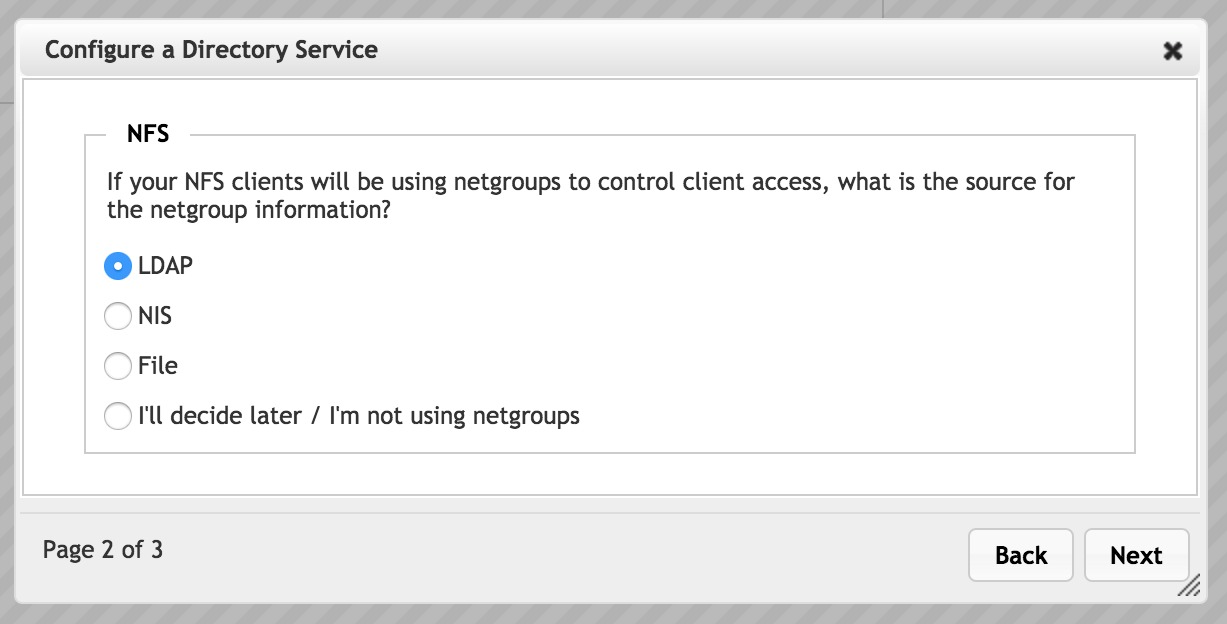 Configure a Directory Service
NFS
If your NFS clients will be using netgroups to control client access, what is the source for
the netgroup information?
LDAP
NIS
File
I'll decide later / I'm not using netgroups
Page 2 of 3
Back
Next